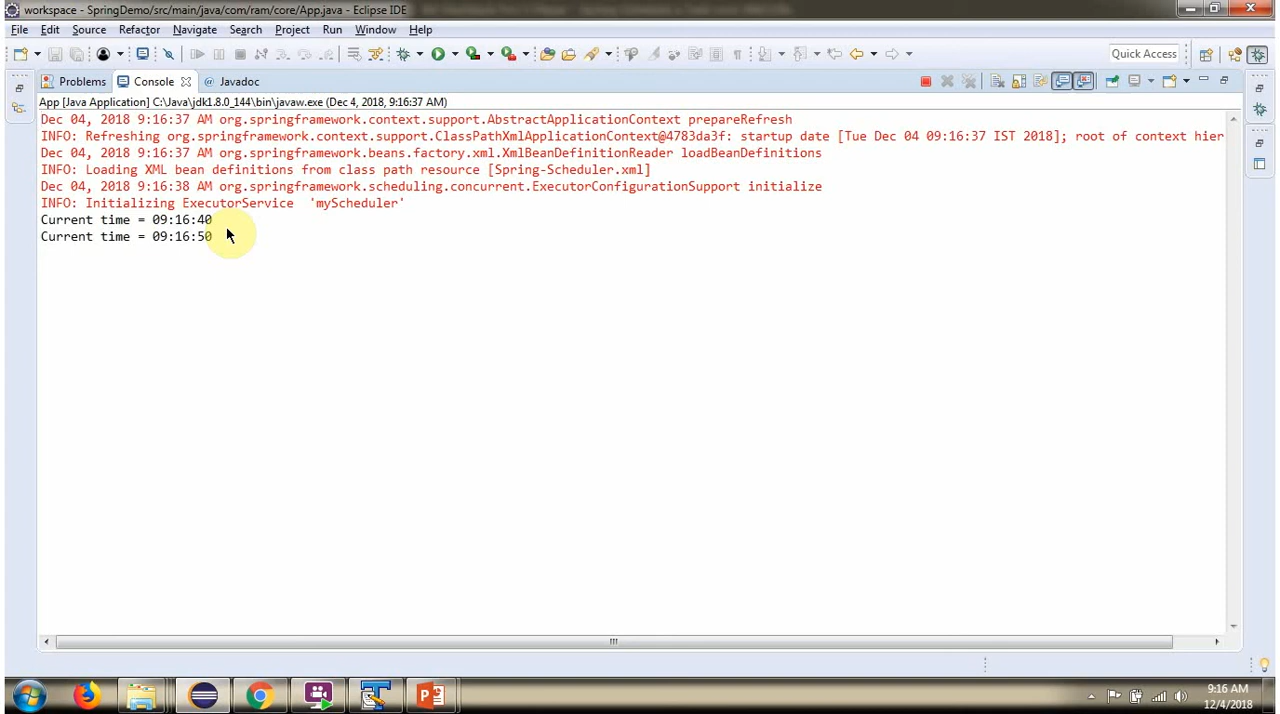 workspace - SpringDemo/src/main/java/com/ram/core/App.java - Eclipse IDE
File Edit Source Refactor Navigate Search Project Run Window Help
Quick Access
Problems Console @ Javadoc
App [Java Application] C:\Java\jdk1.8.0_144\bin\javaw.exe (Dec 4, 2018, 9:16:37 AM)
Dec 04, 2018 9:16:37 AM org.springframework.context.support.AbstractApplicationContext prepareRefresh
INFO: Refreshing org.springframework.context.support.ClassPathXmlApplicationContext@4783da3f: startup date [Tue Dec 04 09:16:37 IST 2018]; root of context hier
Dec 04, 2018 9:16:37 AM org.springframework.beans.factory.xml.XmlBeanDefinitionReader loadBeanDefinitions
INFO: Loading XML bean definitions from class path resource [Spring-Scheduler.xml]
Dec 04, 2018 9:16:38 AM org.springframework.scheduling.concurrent.ExecutorConfigurationSupport initialize
INFO: Initializing ExecutorService  'myScheduler'
Current time = 09:16:40
Current time = 09:16:50
9:16 AM
12/4/2018